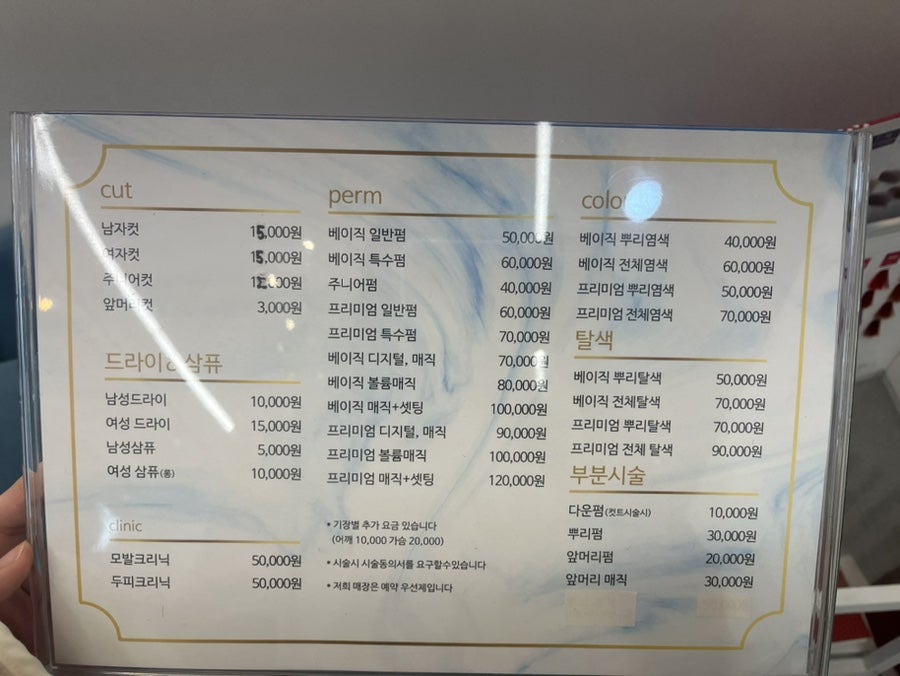 cut
남자컷 15,000원
여자컷 15,000원
주니어컷
앞머리컷 3,000원
드라이&삼퓨
남성드라이 10,000원
여성 드라이 15,000원
남성삼퓨 5,000원
여성 삼퓨(롱) 10,000원
clinic
모발크리닉 50,000원
두피크리닉 50,000원
perm
베이직 일반펌 50,000원
베이직 특수펌 60,000원
주니어펌 40,000원
프리미엄 일반펌 60,000원
프리미엄 특수펌 70,000원
베이직 디지털, 매직 70,000원
베이직 볼륨매직 80,000원
베이직 매직+셋팅 100,000원
프리미엄 디지털, 매직 90,000원
프리미엄 볼륨매직 100,000원
프리미엄 매직+셋팅 120,000원
• 기장별 추가 요금 있습니다
(어깨 10,000 가슴 20,000)
• 시술시 시술동의서를 요구할수있습니다
• 저희 매장은 예약 우선제입니다
color
베이직 뿌리염색 40,000원
베이직 전체염색 60,000원
프리미엄 뿌리염색 50,000원
프리미엄 전체염색 70,000원
탈색
베이직 뿌리탈색 50,000원
베이직 전체탈색 70,000원
프리미엄 뿌리탈색 70,000원
프리미엄 전체 탈색 90,000원
부분시술
다운펌(컷트시술시) 10,000원
뿌리펌 30,000원
앞머리펌 20,000원
앞머리 매직 30,000원